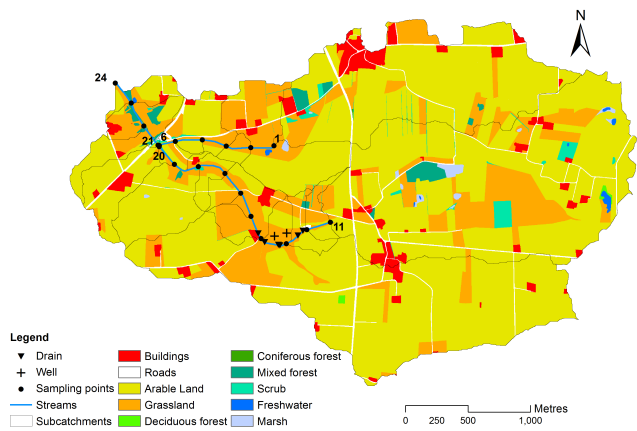 N
24
21
6
1
20
11
Legend
Drain
Well
Sampling points
Streams
Subcatchments
Buildings
Roads
Arable Land
Grassland
Deciduous forest
Coniferous forest
Mixed forest
Scrub
Freshwater
Marsh
Metres
0 250 500 1,000